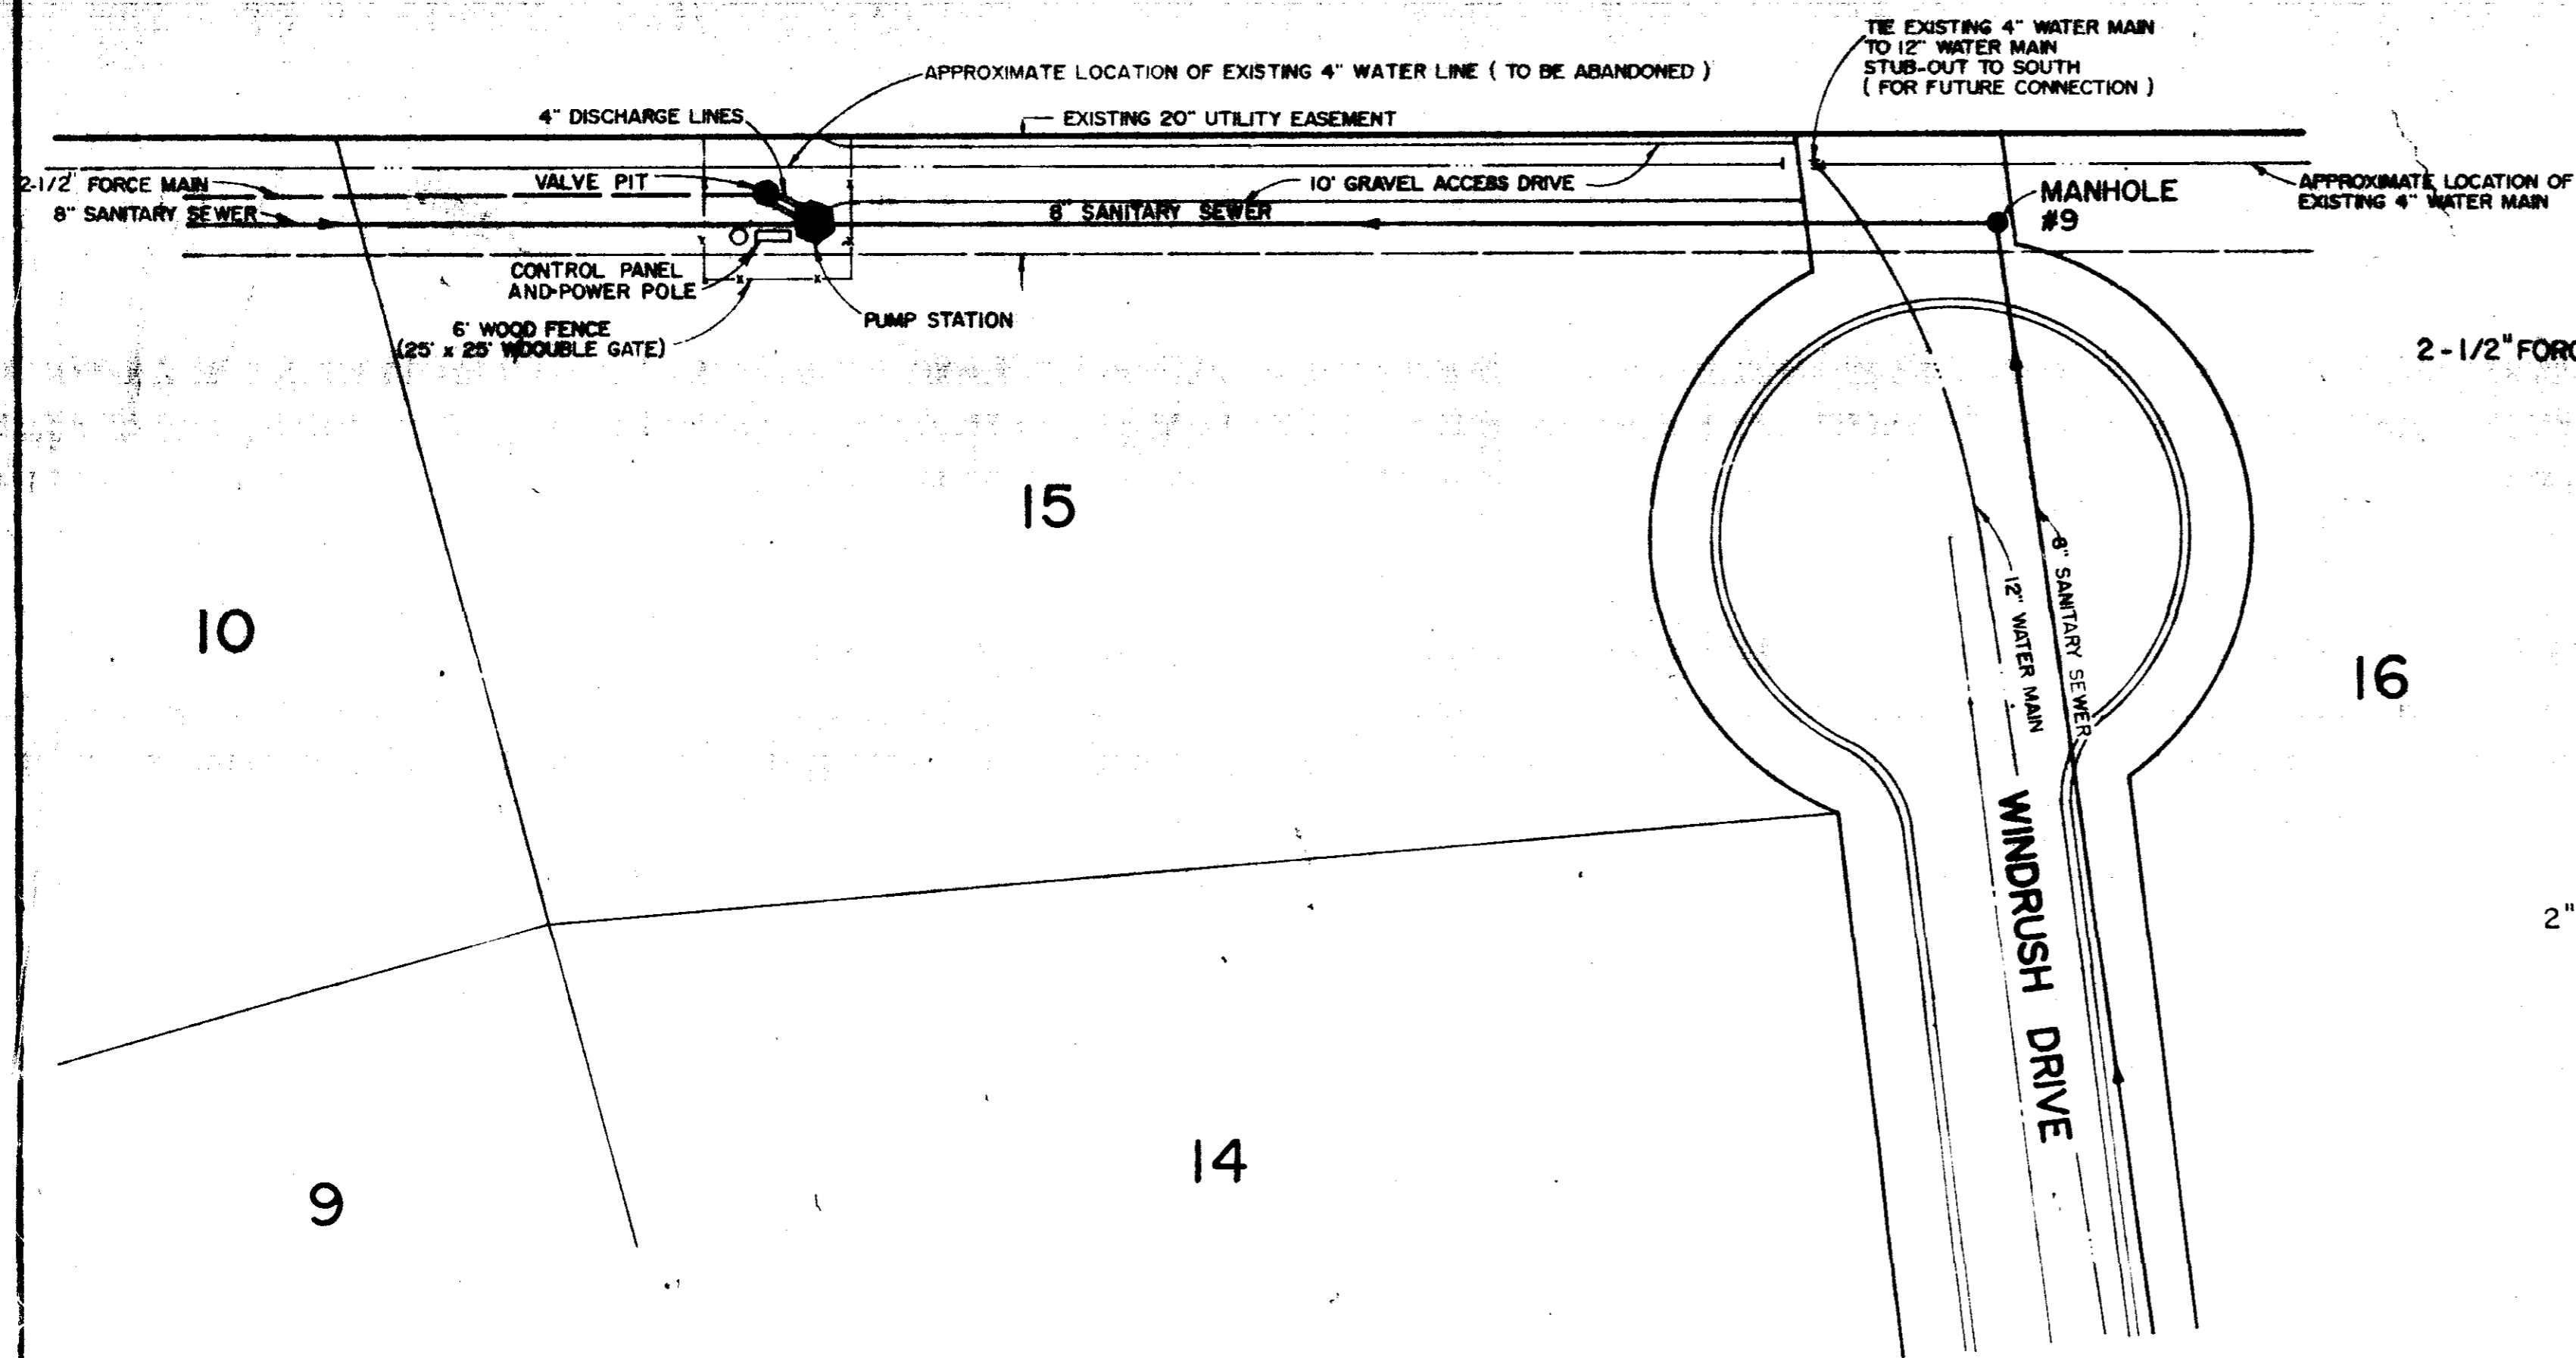 TIE EXISTING 4" WATER MAIN
TO 12" WATER MAIN
STUB-OUT TO SOUTH
( FOR FUTURE CONNECTION )
APPROXIMATE LOCATION OF EXISTING 4" WATER LINE ( TO BE ABANDONED )
4" DISCHARGE LINES
EXISTING 20" UTILITY EASEMENT
2-1/2" FORCE MAIN
VALVE PIT
10' GRAVEL ACCESS DRIVE
APPROXIMATE LOCATION OF
EXISTING 4" WATER MAIN
MANHOLE
#9
8" SANITARY SEWER
8" SANITARY SEWER
CONTROL PANEL
AND POWER POLE
PUMP STATION
6' WOOD FENCE
(25' x 25' W/DOUBLE GATE)
2-1/2" FORC
15
10
12" WATER MAIN
8" SANITARY SEWER
16
WINDRUSH DRIVE
2"
14
9